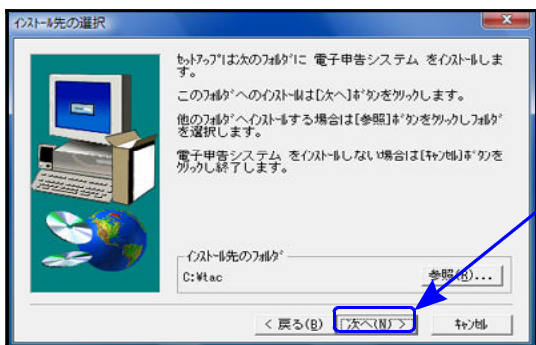 インストール先の選択
セットアップは次のフォルダに 電子申告システム をインストールしま
す。
このフォルダへのインストールは[次へ]ボタンをクリックします。
他のフォルダへインストールする場合は[参照]ボタンをクリックしフォルダ
を選択します。
電子申告システム をインストールしない場合は[キャンセル]ボタンを
クリックし終了します。
インストール先のフォルダ
C:¥tac
参照(R)...
< 戻る(B)
次へ(N) >
キャンセル